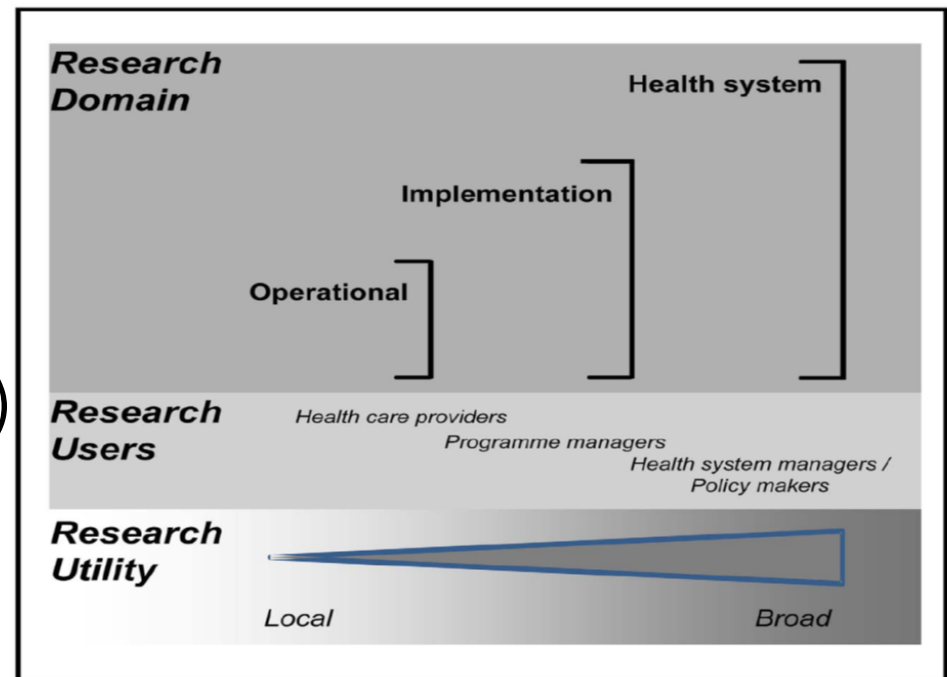 Research
Domain
Health system
Implementation
Operational
)
Research
Users
Health care providers
Programme managers
Health system managers /
Policy makers
Research
Utility
Local
Broad